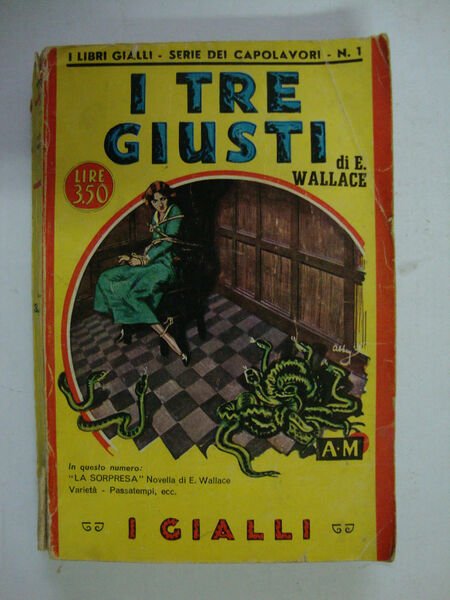 I LIBRI GIALLI - SERIE DEI CAPOLAVORI - N. 1
I TRE
GIUSTI
di E.
WALLACE
LIRE
3.50
A·M
In questo numero:
"LA SORPRESA" Novella di E. Wallace
Varietà - Passatempi, ecc.
I GIALLI